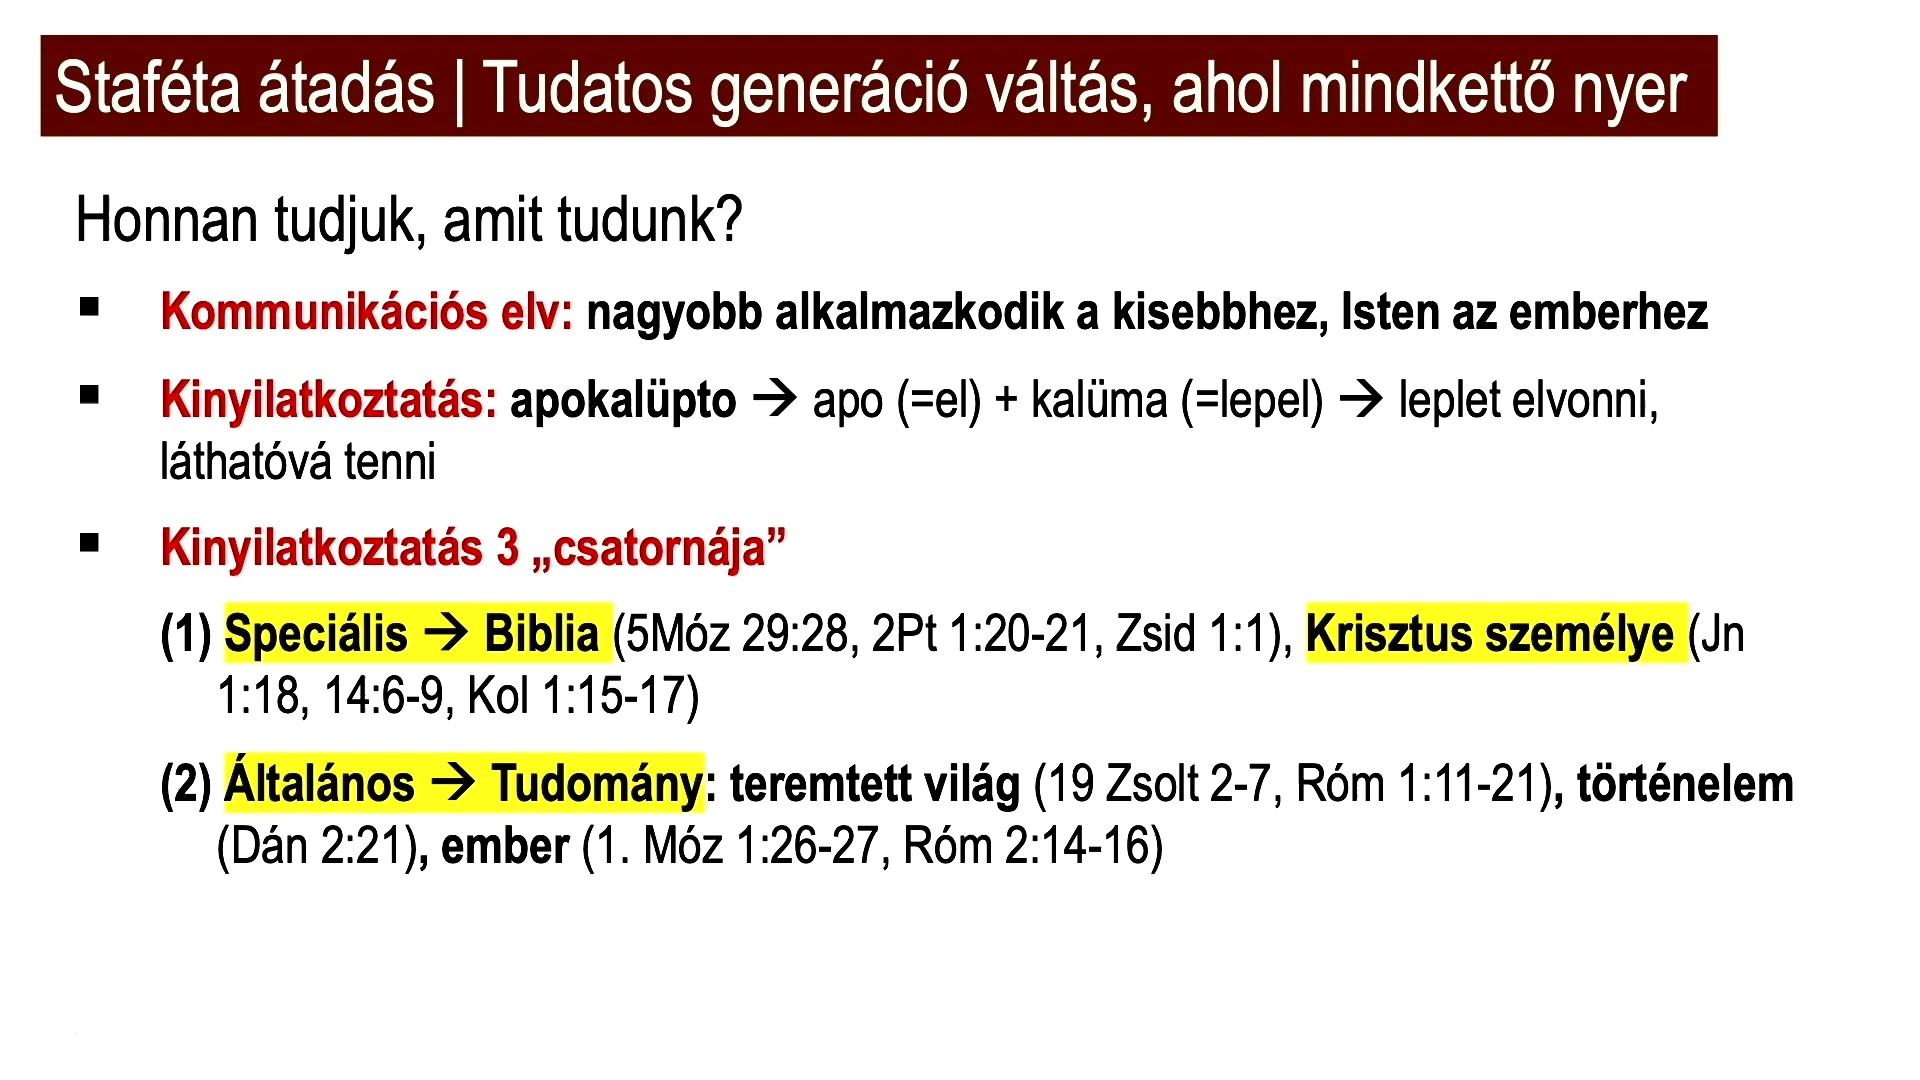 Staféta átadás | Tudatos generáció váltás, ahol mindkettő nyer
Honnan tudjuk, amit tudunk?
▪ Kommunikációs elv: nagyobb alkalmazkodik a kisebbhez, Isten az emberhez
▪ Kinyilatkoztatás: apokalüpto → apo (=el) + kalüma (=lepel) → leplet elvonni,
láthatóvá tenni
▪ Kinyilatkoztatás 3 „csatornája”
(1) Speciális → Biblia (5Móz 29:28, 2Pt 1:20-21, Zsid 1:1), Krisztus személye (Jn
1:18, 14:6-9, Kol 1:15-17)
(2) Általános → Tudomány: teremtett világ (19 Zsolt 2-7, Róm 1:11-21), történelem
(Dán 2:21), ember (1. Móz 1:26-27, Róm 2:14-16)